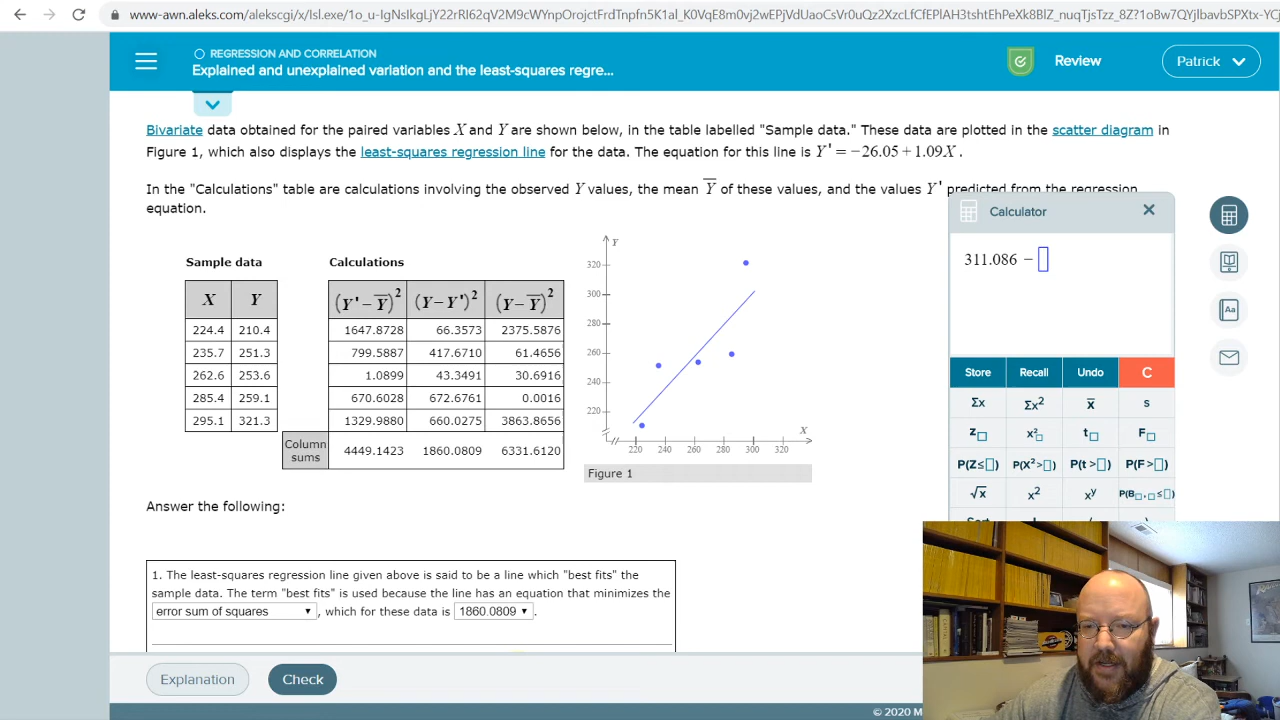 www-awn.aleks.com/alekscgi/x/Isl.exe/1o_u-IgNsIkgLjY22rRI62qV2M9cWYnpOrojctFrdTnpfn5K1al_K0VqE8m0vj2wEPjVdUaoCsVr0uQz2XzcLfCfEPlAH3tshtEhPeXk8BlZ_nuqTjsTzz_8Z?1oBw7QYjlbavbSPXtx-YC
REGRESSION AND CORRELATION
Explained and unexplained variation and the least-squares regre...
Review
Patrick
Bivariate data obtained for the paired variables X and Y are shown below, in the table labelled "Sample data." These data are plotted in the scatter diagram in
Figure 1, which also displays the least-squares regression line for the data. The equation for this line is Y' = −26.05 + 1.09X .
In the "Calculations" table are calculations involving the observed Y values, the mean Y̅ of these values, and the values Y' predicted from the regression
equation.
Sample data
X Y
224.4 210.4
235.7 251.3
262.6 253.6
285.4 259.1
295.1 321.3
Calculations
(Y' − Y̅)² (Y − Y')² (Y − Y̅)²
1647.8728 66.3573 2375.5876
799.5887 417.6710 61.4656
1.0899 43.3491 30.6916
670.6028 672.6761 0.0016
1329.9880 660.0275 3863.8656
Column
sums
4449.1423 1860.0809 6331.6120
Y
320
300
280
260
240
220
X
220 240 260 280 300 320
Figure 1
Calculator
311.086 −
Store Recall Undo C
Σx Σx² x̅ s
z□ x²□ t□ F□
P(Z≤□) P(X²>□) P(t >□) P(F>□)
√x x² xʸ P(B□,□≤□)
Aa
Answer the following:
1. The least-squares regression line given above is said to be a line which "best fits" the
sample data. The term "best fits" is used because the line has an equation that minimizes the
error sum of squares , which for these data is 1860.0809 .
Explanation
Check
© 2020 M